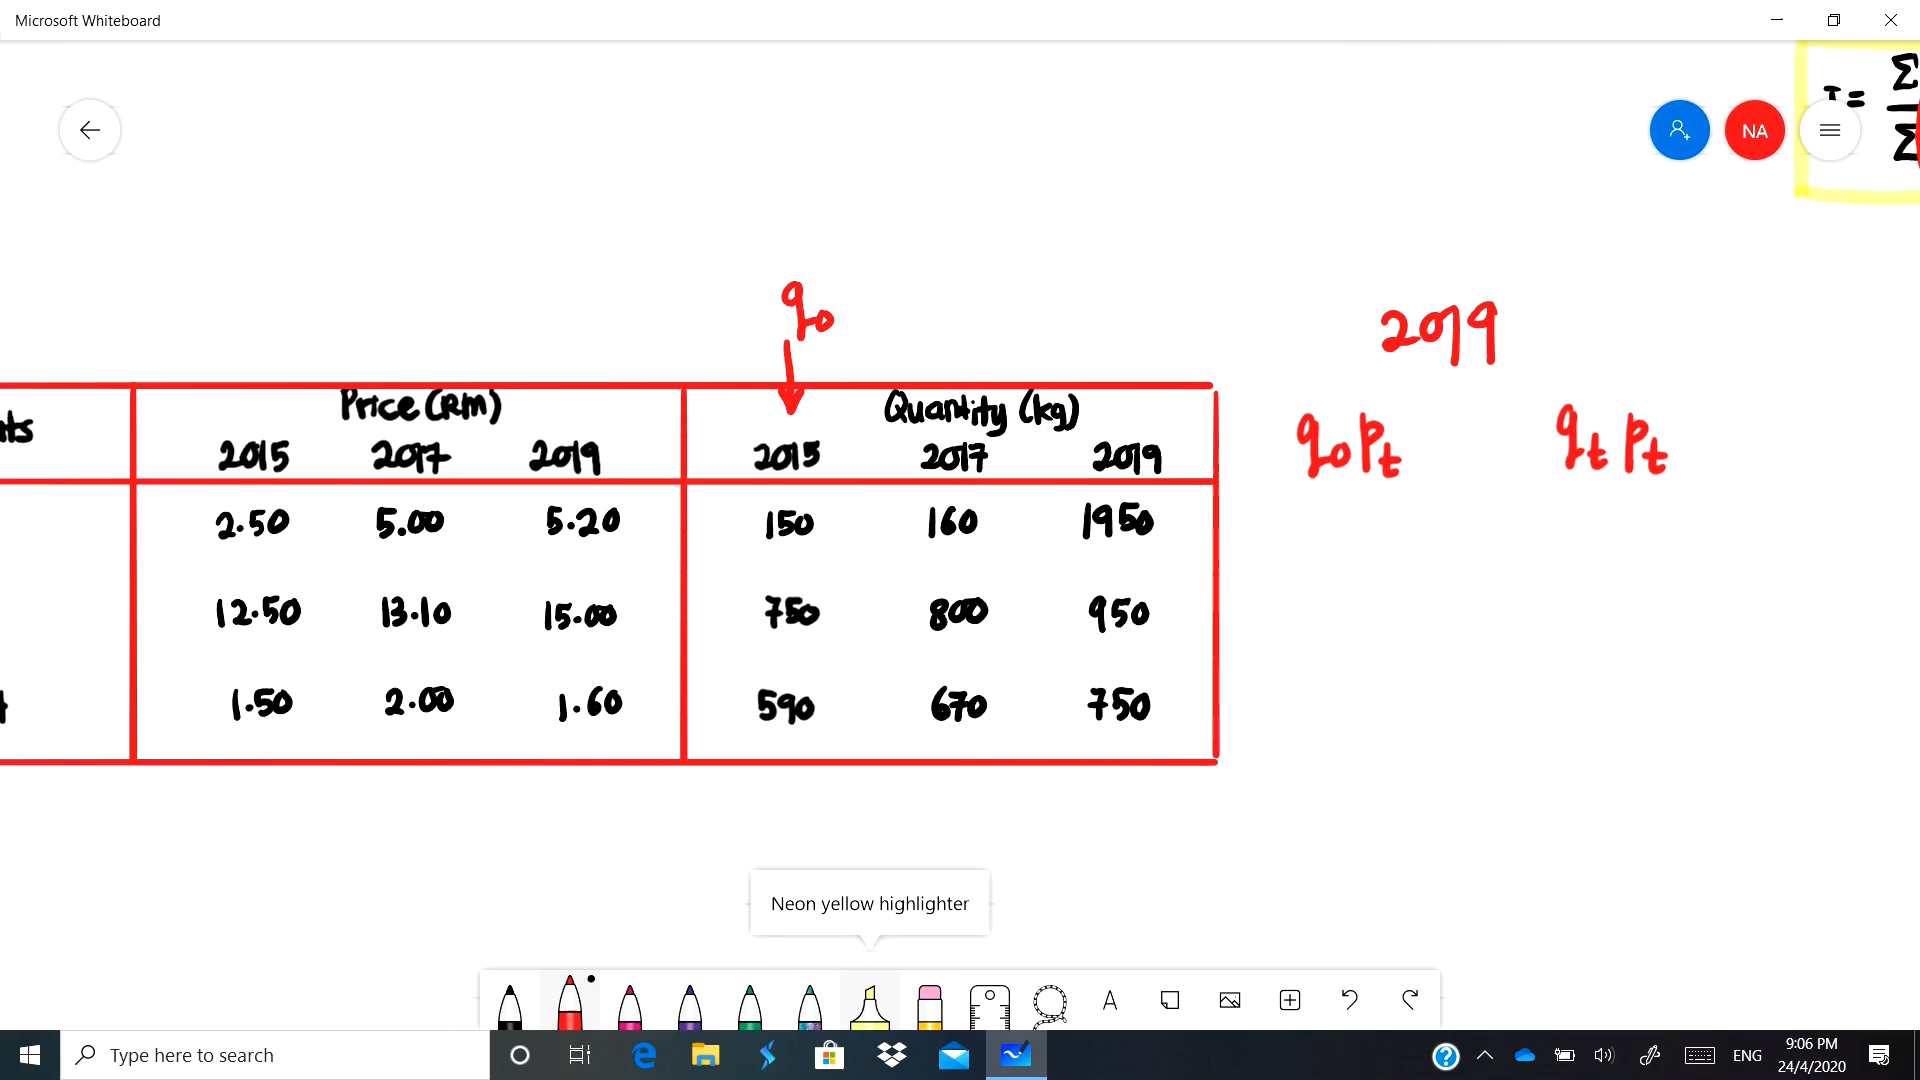 Microsoft Whiteboard
I = Σ
Σ
NA
q₀
2019
Price (RM)
Quantity (kg)
q₀Pt
qt Pt
2015 2017 2019
2015 2017 2019
2.50 5.00 5.20 150 160 1950
12.50 13.10 15.00 750 800 950
1.50 2.00 1.60 590 670 750
Neon yellow highlighter
A
Type here to search
ENG
9:06 PM
24/4/2020